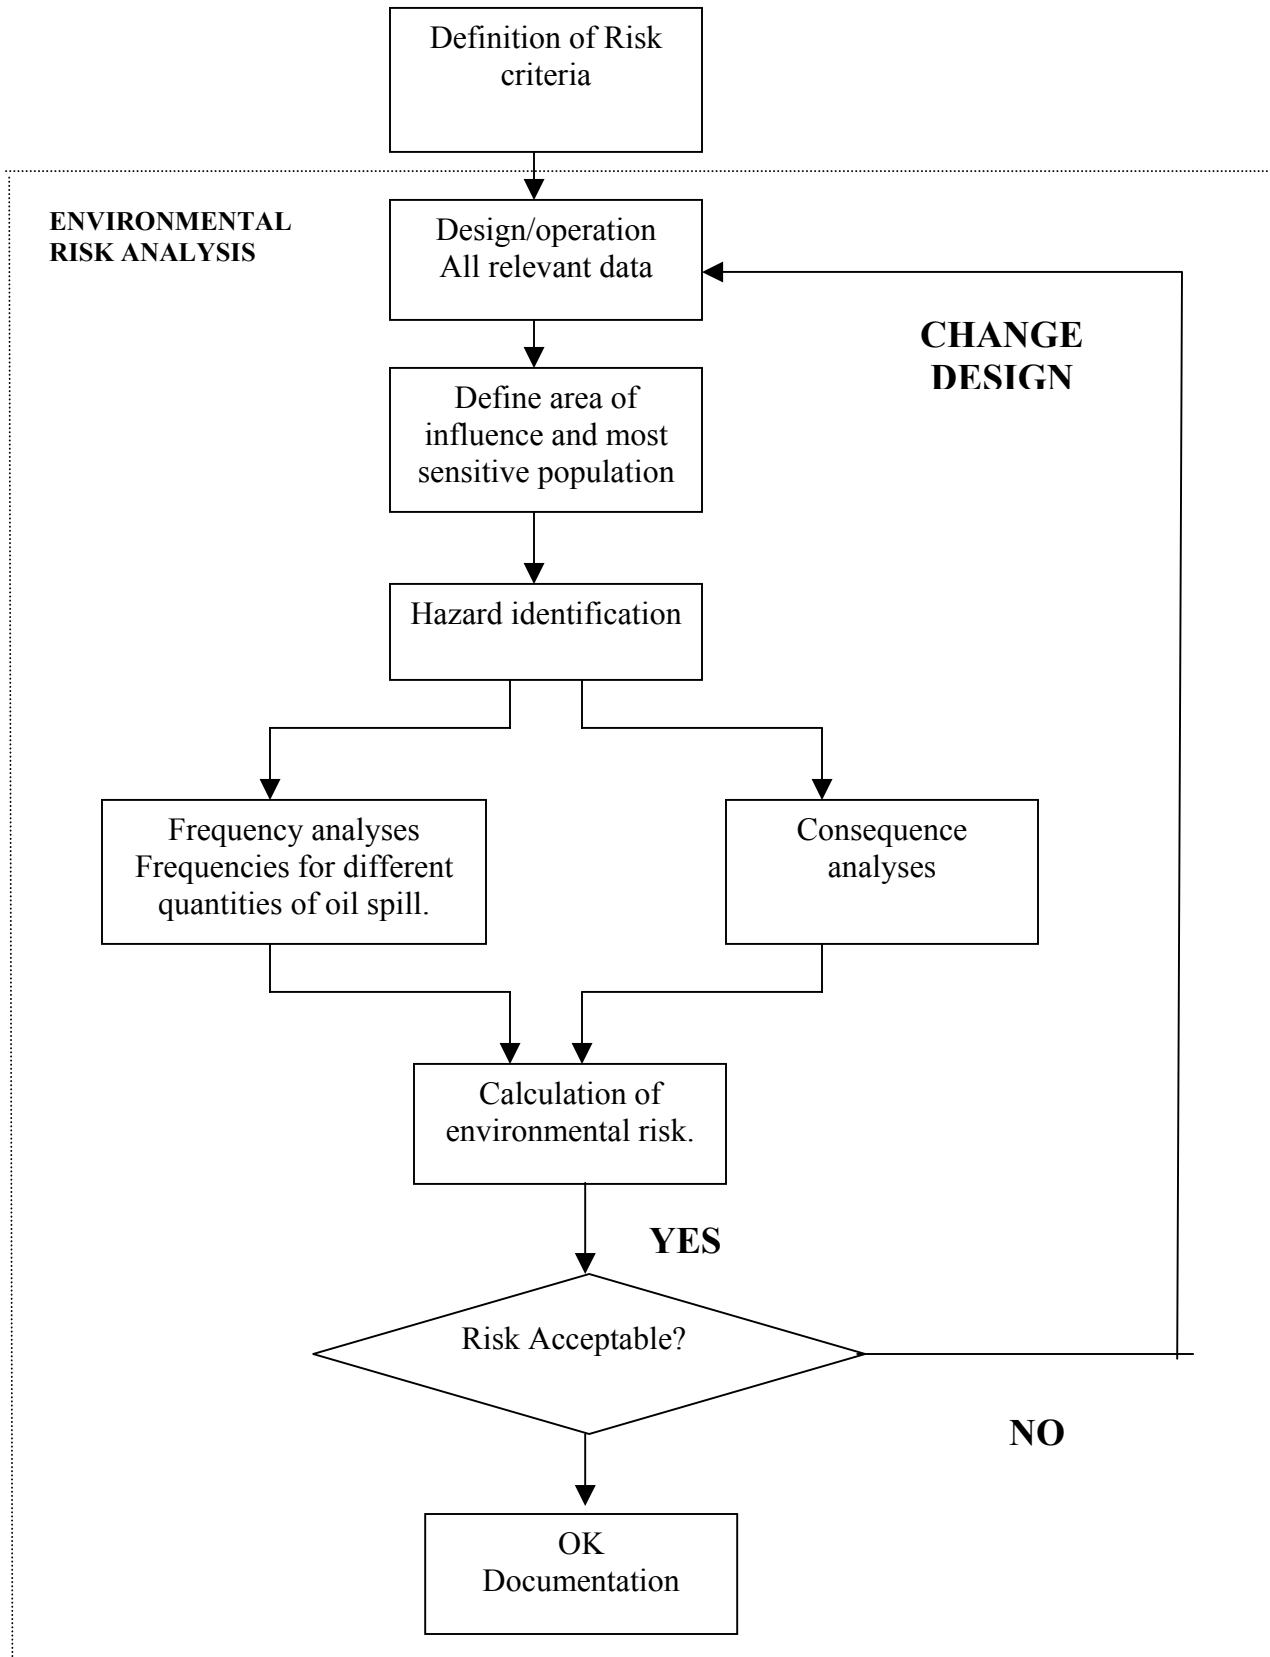 Definition of Risk
criteria
ENVIRONMENTAL
RISK ANALYSIS
Design/operation
All relevant data
CHANGE
DESIGN
Define area of
influence and most
sensitive population
Hazard identification
Frequency analyses
Frequencies for different
quantities of oil spill.
Consequence
analyses
Calculation of
environmental risk.
YES
Risk Acceptable?
NO
OK
Documentation